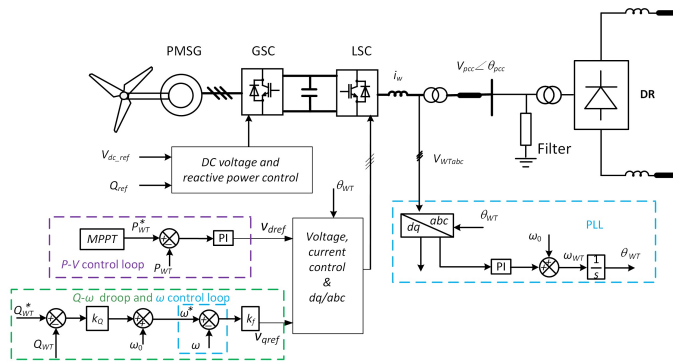 PMSG
GSC
LSC
i_w
V_pcc∠θ_pcc
DR
Filter
V_WTabc
V_dc_ref
Q_ref
DC voltage and
reactive power control
θ_WT
MPPT
P*_WT
P_WT
PI
V_dref
P-V control loop
Voltage,
current
control
&
dq/abc
Q-ω droop and ω control loop
Q*_WT
Q_WT
k_Q
ω_0
ω*
ω
k_f
V_qref
PLL
abc
dq
θ_WT
PI
ω_0
ω_WT
1
s
θ_WT